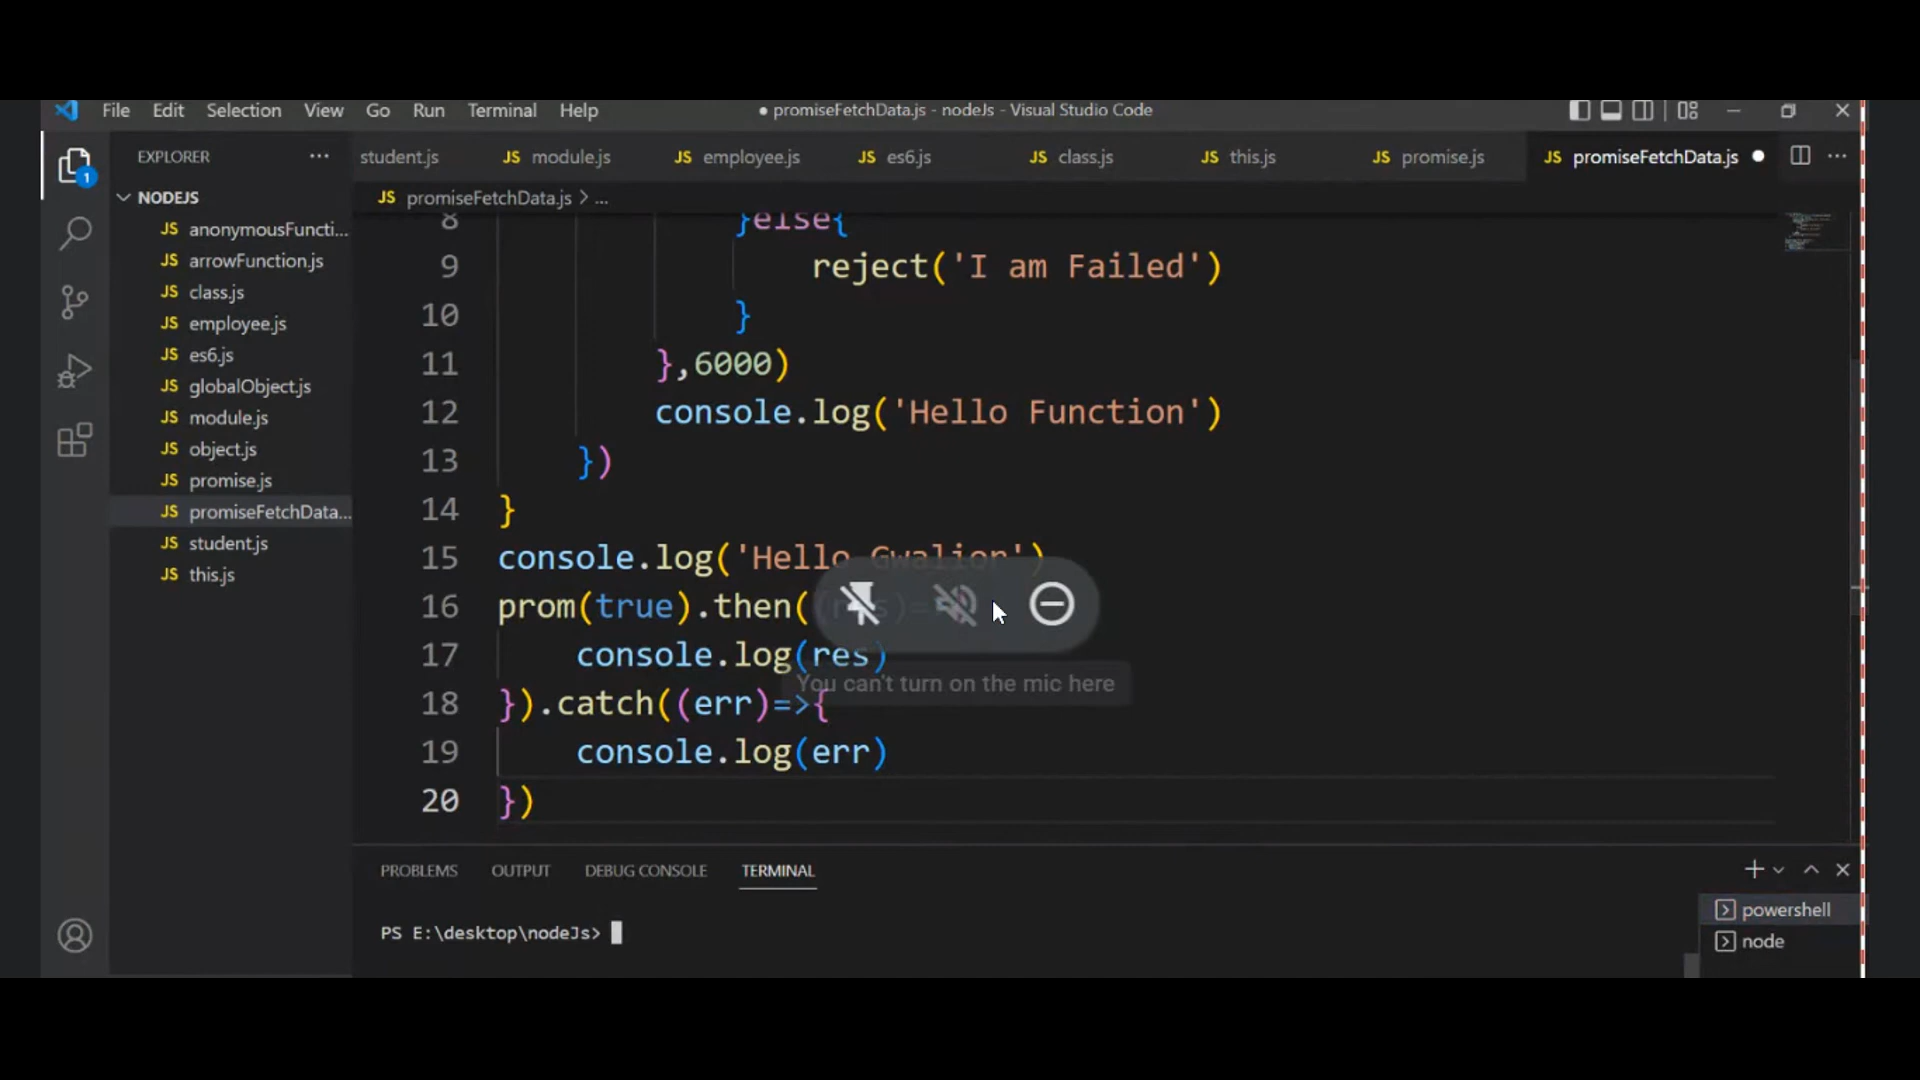 File Edit Selection View Go Run Terminal Help
● promiseFetchData.js - nodeJs - Visual Studio Code
EXPLORER ...
student.js
JS module.js
JS employee.js
JS es6.js
JS class.js
JS this.js
JS promise.js
JS promiseFetchData.js ●
1
NODEJS
JS promiseFetchData.js > ...
JS anonymousFuncti...
JS arrowFunction.js
JS class.js
JS employee.js
JS es6.js
JS globalObject.js
JS module.js
JS object.js
JS promise.js
JS promiseFetchData...
JS student.js
JS this.js
8 }else{
9 reject('I am Failed')
10 }
11 },6000)
12 console.log('Hello Function')
13 })
14 }
15 console.log('Hello Gwalior')
16 prom(true).then(
17 console.log(res)
You can't turn on the mic here
18 }).catch((err)=>{
19 console.log(err)
20 })
PROBLEMS OUTPUT DEBUG CONSOLE TERMINAL
PS E:\desktop\nodeJs>
powershell
node